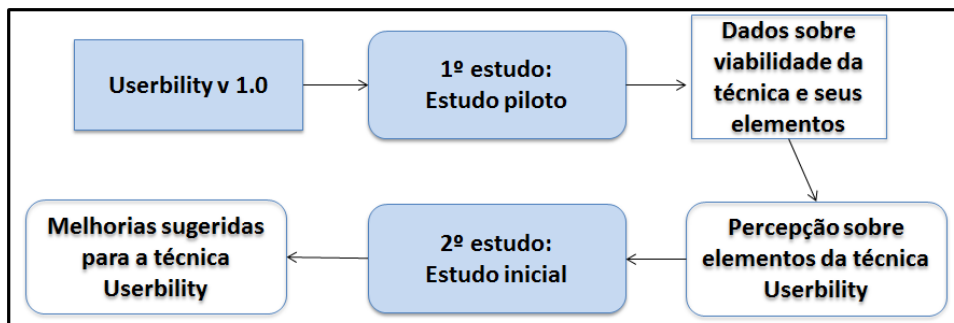 Userbility v 1.0
1º estudo:
Estudo piloto
Dados sobre
viabilidade da
técnica e seus
elementos
Percepção sobre
elementos da técnica
Userbility
2º estudo:
Estudo inicial
Melhorias sugeridas
para a técnica
Userbility